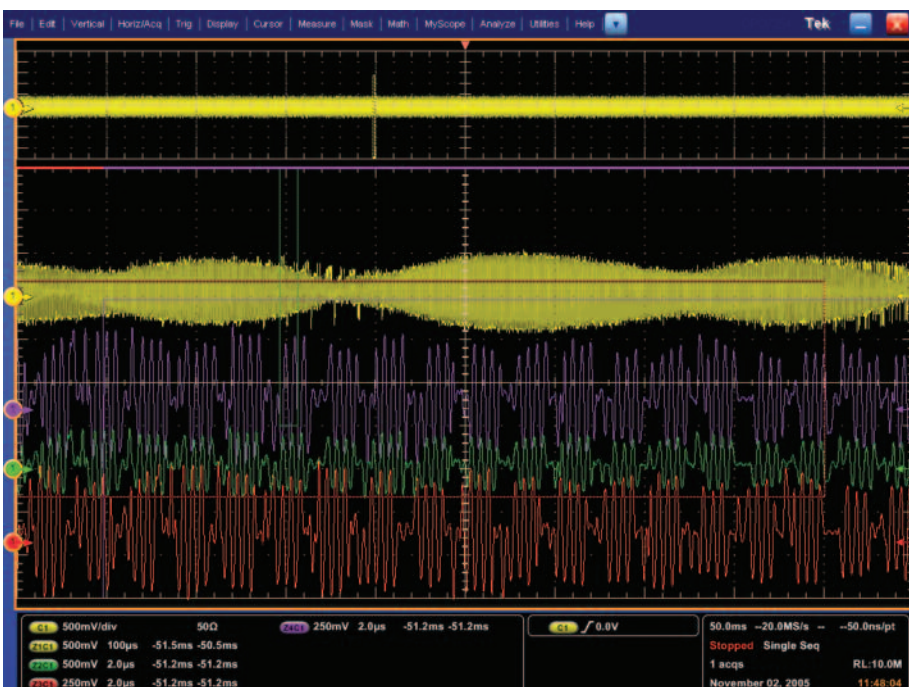 File | Edit | Vertical | Horiz/Acq | Trig | Display | Cursor | Measure | Mask | Math | MyScope | Analyze | Utilities | Help
Tek
C1 500mV/div 50Ω
Z1C1 500mV 100µs -51.5ms -50.5ms
Z2C1 500mV 2.0µs -51.2ms -51.2ms
Z3C1 250mV 2.0µs -51.2ms -51.2ms
Z4C1 250mV 2.0µs -51.2ms -51.2ms
C1 0.0V
50.0ms --20.0MS/s -- --50.0ns/pt
Stopped Single Seq
1 acqs RL:10.0M
November 02, 2005 11:48:04